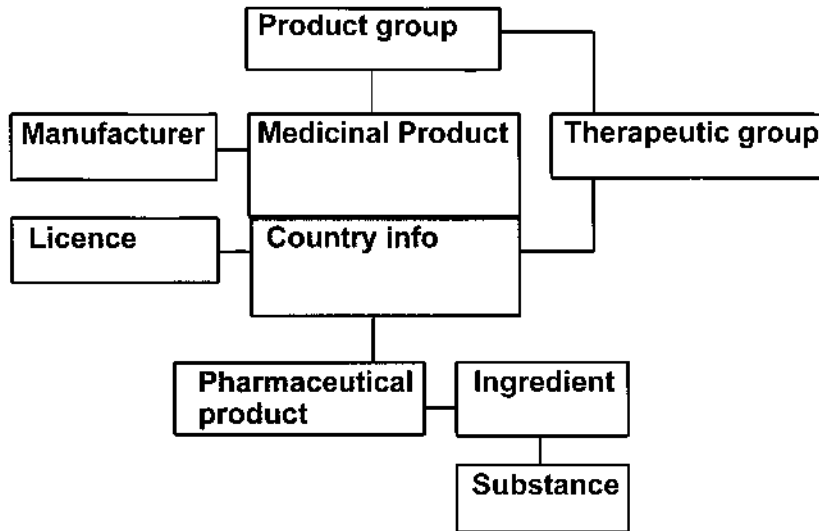 Product group
Manufacturer
Medicinal Product
Therapeutic group
Licence
Country info
Pharmaceutical
product
Ingredient
Substance